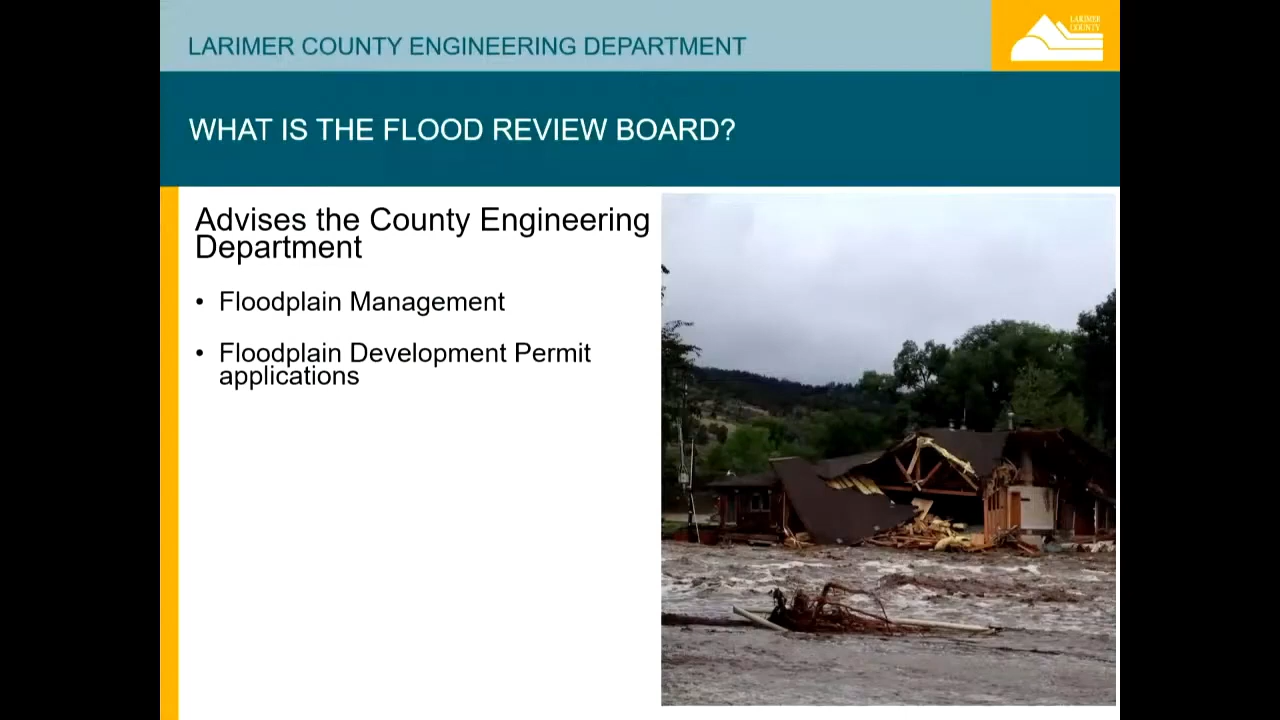 LARIMER COUNTY ENGINEERING DEPARTMENT
LARIMER
COUNTY
WHAT IS THE FLOOD REVIEW BOARD?
Advises the County Engineering
Department
• Floodplain Management
• Floodplain Development Permit
applications